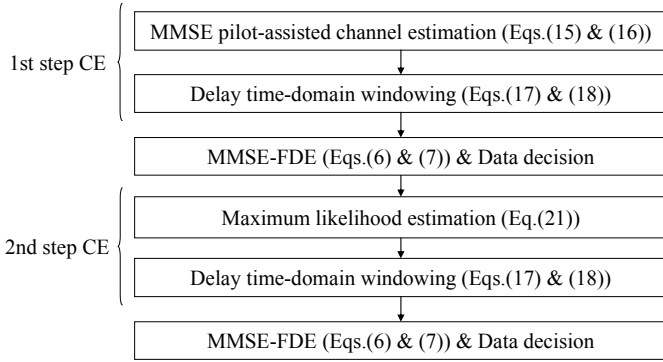 MMSE pilot-assisted channel estimation (Eqs.(15) & (16))
1st step CE
Delay time-domain windowing (Eqs.(17) & (18))
MMSE-FDE (Eqs.(6) & (7)) & Data decision
Maximum likelihood estimation (Eq.(21))
2nd step CE
Delay time-domain windowing (Eqs.(17) & (18))
MMSE-FDE (Eqs.(6) & (7)) & Data decision